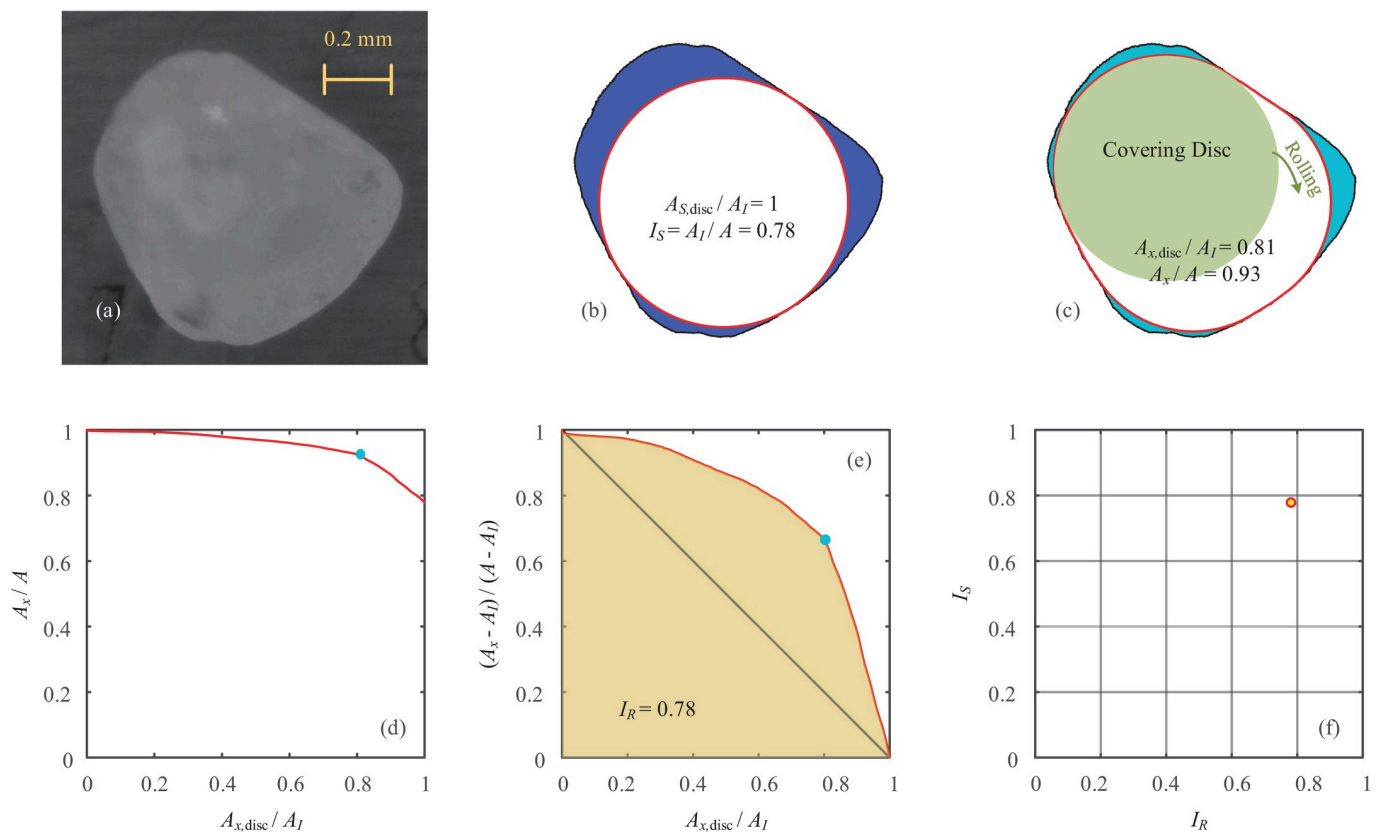 0.2 mm
(a)
A_{S,disc} / A_I = 1
I_S = A_I / A = 0.78
(b)
Covering Disc
Rolling
A_{x,disc} / A_I = 0.81
A_x / A = 0.93
(c)
1
0.8
0.6
0.4
0.2
0
A_x / A
(d)
0 0.2 0.4 0.6 0.8 1
A_{x,disc} / A_I
1
0.8
0.6
0.4
0.2
0
(A_x - A_I) / (A - A_I)
(e)
I_R = 0.78
0 0.2 0.4 0.6 0.8 1
A_{x,disc} / A_I
1
0.8
0.6
0.4
0.2
0
I_S
(f)
0 0.2 0.4 0.6 0.8 1
I_R